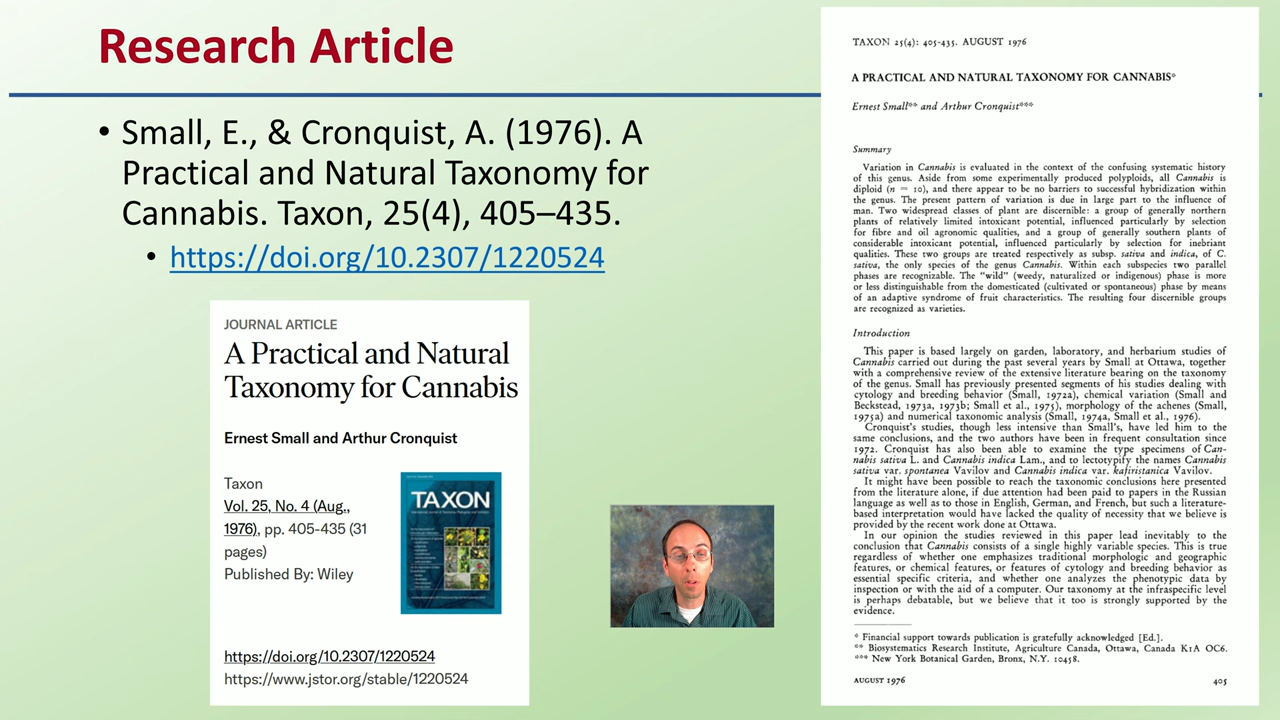 Research Article
• Small, E., & Cronquist, A. (1976). A
Practical and Natural Taxonomy for
Cannabis. Taxon, 25(4), 405–435.
• https://doi.org/10.2307/1220524
JOURNAL ARTICLE
A Practical and Natural
Taxonomy for Cannabis
Ernest Small and Arthur Cronquist
Taxon
Vol. 25, No. 4 (Aug.,
1976), pp. 405-435 (31
pages)
Published By: Wiley
TAXON
https://doi.org/10.2307/1220524
https://www.jstor.org/stable/1220524
TAXON 25(4): 405-435. AUGUST 1976
A PRACTICAL AND NATURAL TAXONOMY FOR CANNABIS*
Ernest Small** and Arthur Cronquist***
Summary
Variation in Cannabis is evaluated in the context of the confusing systematic history
of this genus. Aside from some experimentally produced polyploids, all Cannabis is
diploid (n = 10), and there appear to be no barriers to successful hybridization within
the genus. The present pattern of variation is due in large part to the influence of
man. Two widespread classes of plant are discernible: a group of generally northern
plants of relatively limited intoxicant potential, influenced particularly by selection
for fibre and oil agronomic qualities, and a group of generally southern plants of
considerable intoxicant potential, influenced particularly by selection for inebriant
qualities. These two groups are treated respectively as subsp. sativa and indica, of C.
sativa, the only species of the genus Cannabis. Within each subspecies two parallel
phases are recognizable. The "wild" (weedy, naturalized or indigenous) phase is more
or less distinguishable from the domesticated (cultivated or spontaneous) phase by means
of an adaptive syndrome of fruit characteristics. The resulting four discernible groups
are recognized as varieties.
Introduction
This paper is based largely on garden, laboratory, and herbarium studies of
Cannabis carried out during the past several years by Small at Ottawa, together
with a comprehensive review of the extensive literature bearing on the taxonomy
of the genus. Small has previously presented segments of his studies dealing with
cytology and breeding behavior (Small, 1972a), chemical variation (Small and
Beckstead, 1973a, 1973b; Small et al., 1975), morphology of the achenes (Small,
1975a) and numerical taxonomic analysis (Small, 1974a, Small et al., 1976).
Cronquist's studies, though less intensive than Small's, have led him to the
same conclusions, and the two authors have been in frequent consultation since
1972. Cronquist has also been able to examine the type specimens of Can-
nabis sativa L. and Cannabis indica Lam., and to lectotypify the names Cannabis
sativa var. spontanea Vavilov and Cannabis indica var. kafiristanica Vavilov.
It might have been possible to reach the taxonomic conclusions here presented
from the literature alone, if due attention had been paid to papers in the Russian
language as well as to those in English, German, and French, but such a literature-
based interpretation would have lacked the quality of necessity that we believe is
provided by the recent work done at Ottawa.
In our opinion the studies reviewed in this paper lead inevitably to the
conclusion that Cannabis consists of a single highly variable species. This is true
regardless of whether one emphasizes traditional morphologic and geographic
features, or chemical features, or features of cytology and breeding behavior as
essential specific criteria, and whether one analyzes the phenotypic data by
inspection or with the aid of a computer. Our taxonomy at the infraspecific level
is perhaps debatable, but we believe that it too is strongly supported by the
evidence.
* Financial support towards publication is gratefully acknowledged [Ed.].
** Biosystematics Research Institute, Agriculture Canada, Ottawa, Canada K1A OC6.
*** New York Botanical Garden, Bronx, N.Y. 10458.
AUGUST 1976
405